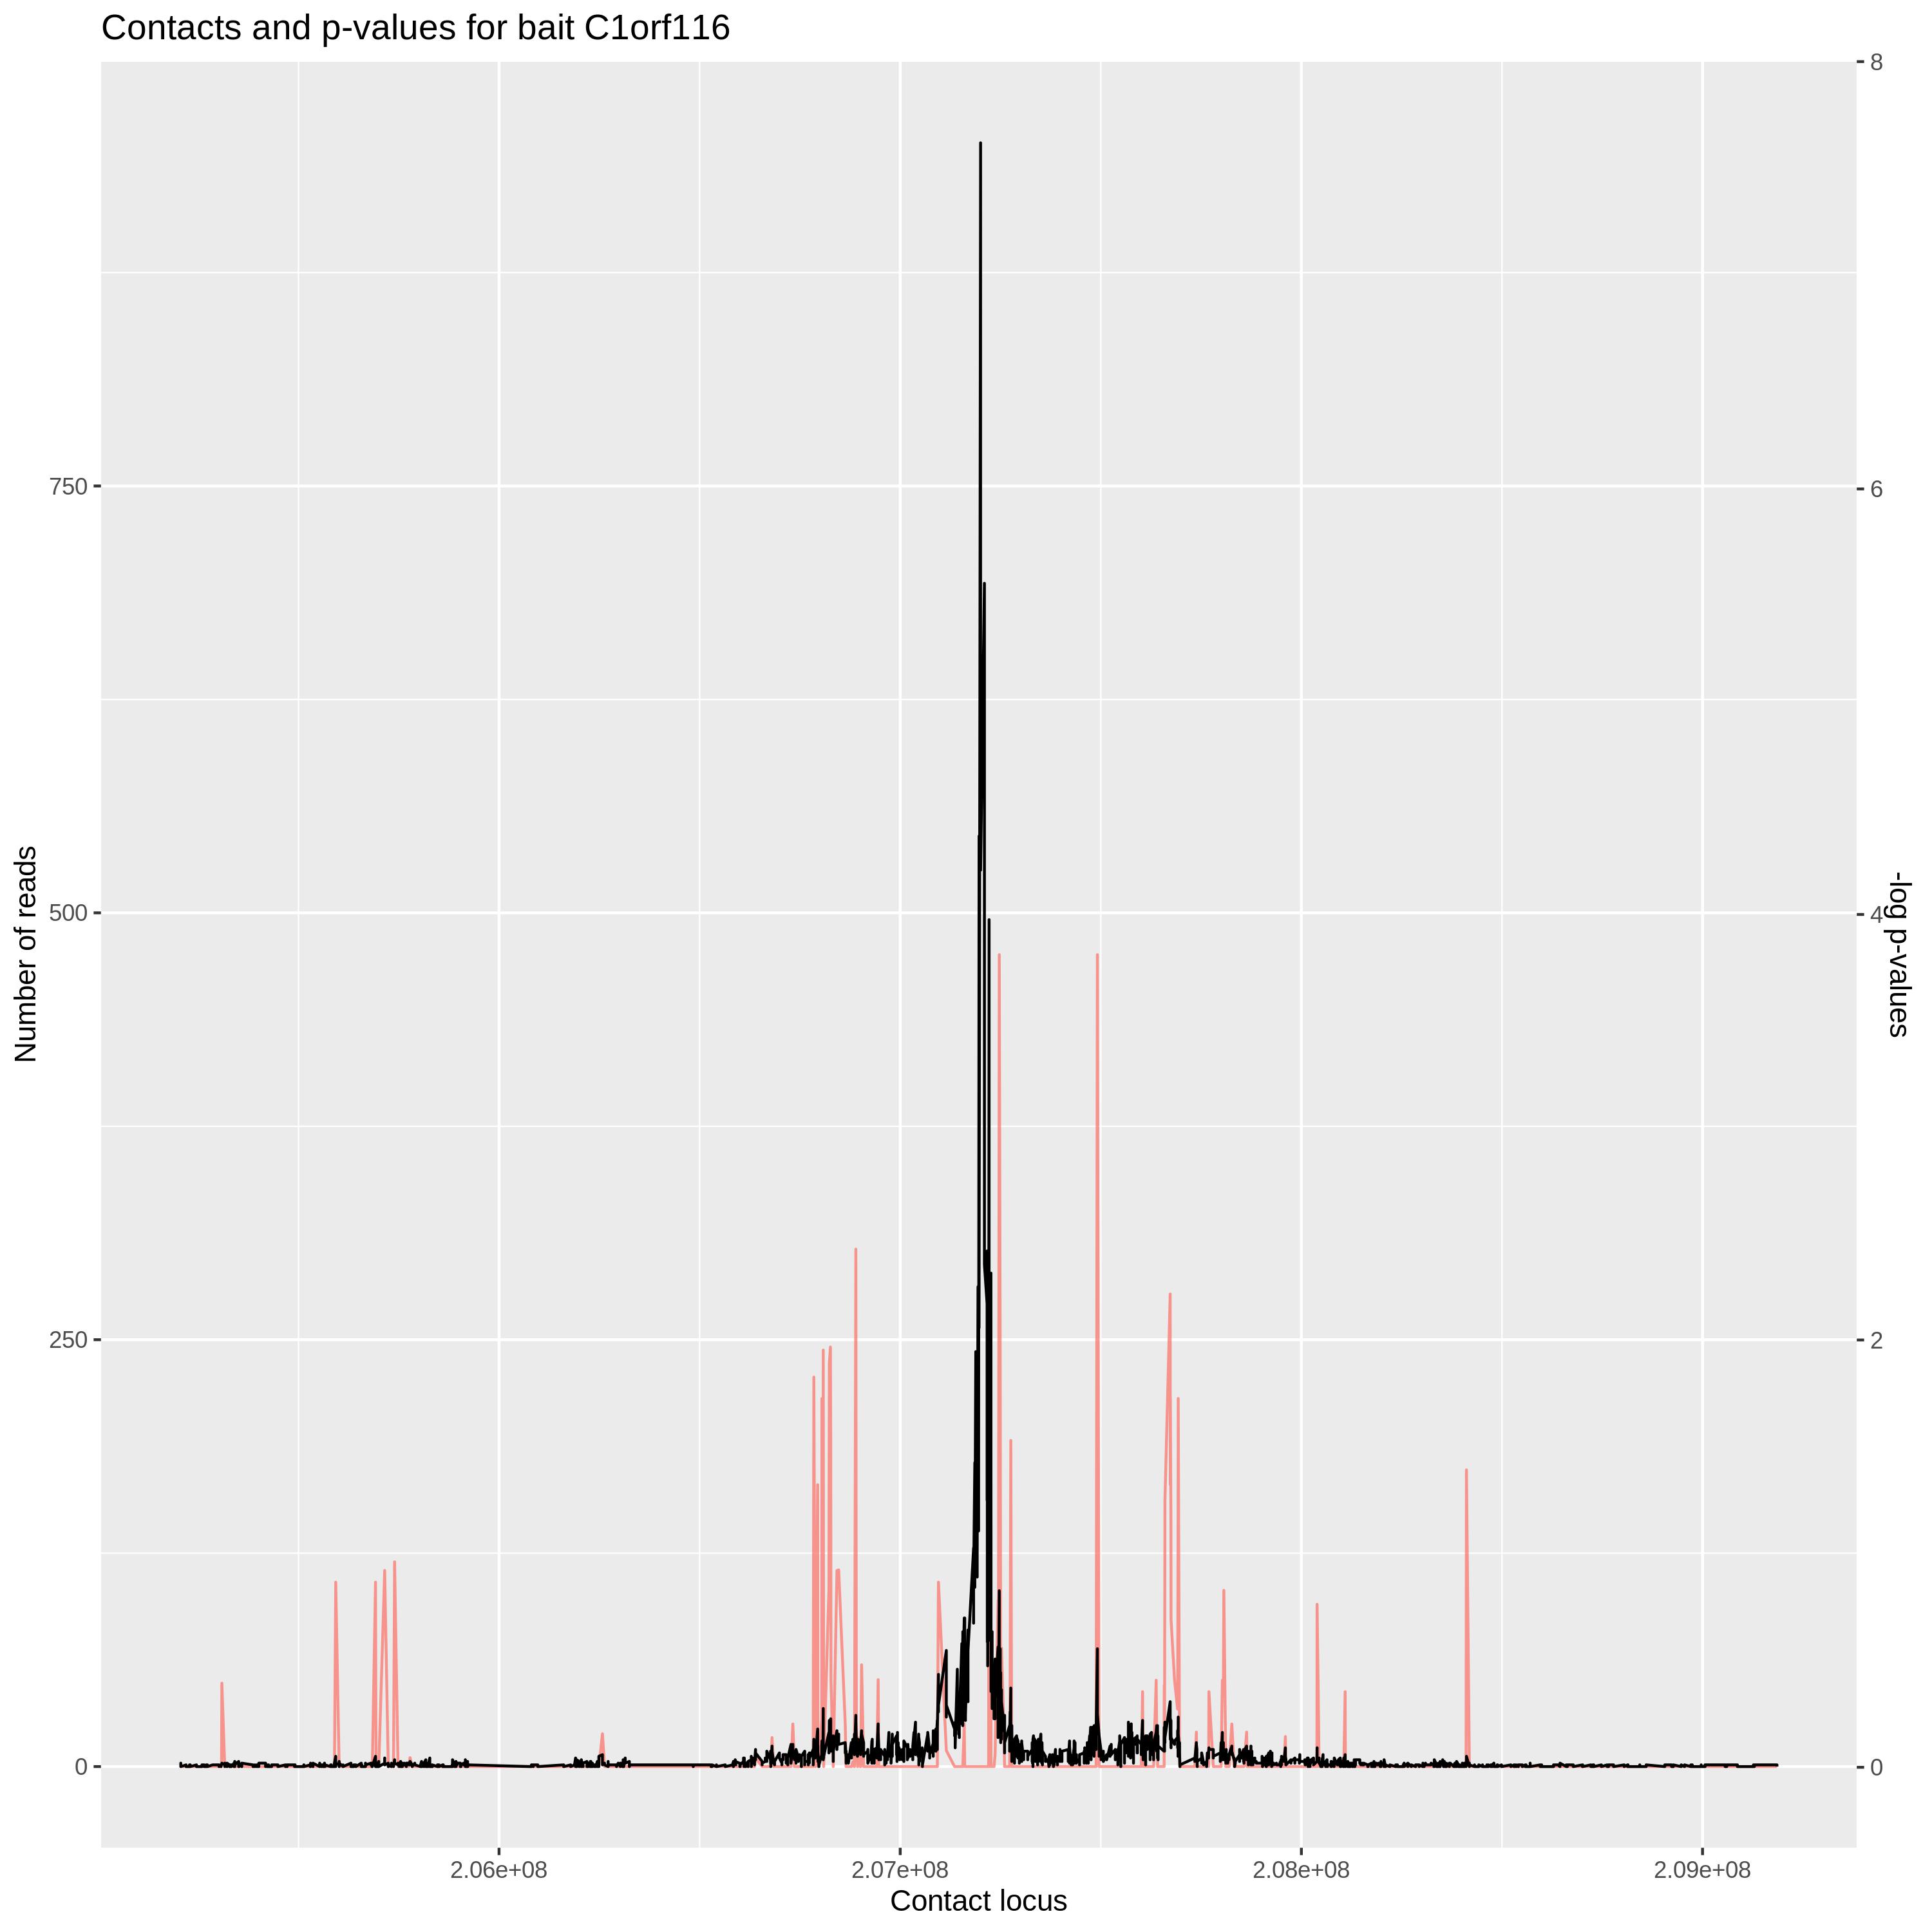 Contacts and p-values for bait C1orf116
8
750
6
500
4
250
2
0
0
Number of reads
-log p-values
2.06e+08
2.07e+08
2.08e+08
2.09e+08
Contact locus